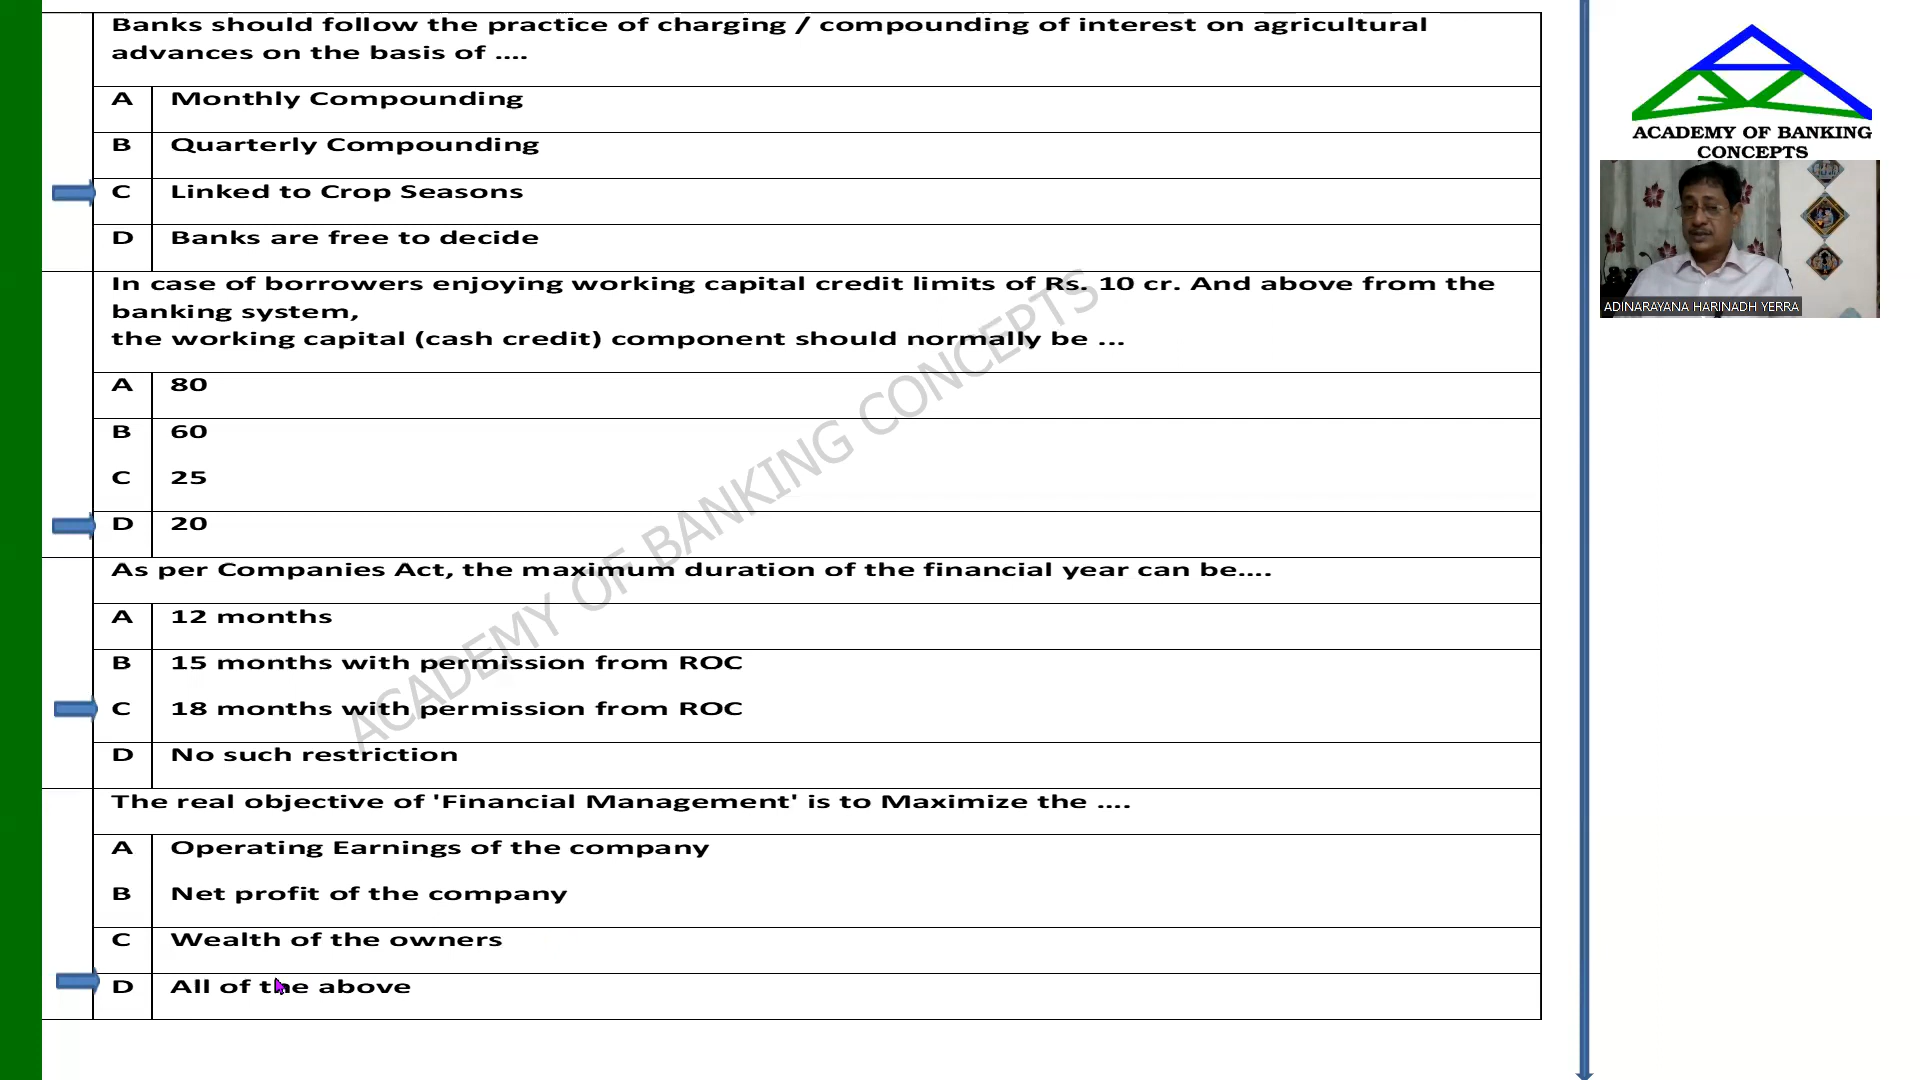 Banks should follow the practice of charging / compounding of interest on agricultural
advances on the basis of ....
A Monthly Compounding
B Quarterly Compounding
C Linked to Crop Seasons
D Banks are free to decide
In case of borrowers enjoying working capital credit limits of Rs. 10 cr. And above from the
banking system,
the working capital (cash credit) component should normally be ...
A 80
B 60
C 25
D 20
As per Companies Act, the maximum duration of the financial year can be....
A 12 months
B 15 months with permission from ROC
C 18 months with permission from ROC
D No such restriction
The real objective of 'Financial Management' is to Maximize the ....
A Operating Earnings of the company
B Net profit of the company
C Wealth of the owners
D All of the above
ACADEMY OF BANKING CONCEPTS
ACADEMY OF BANKING
CONCEPTS
ADINARAYANA HARINADH YERRA